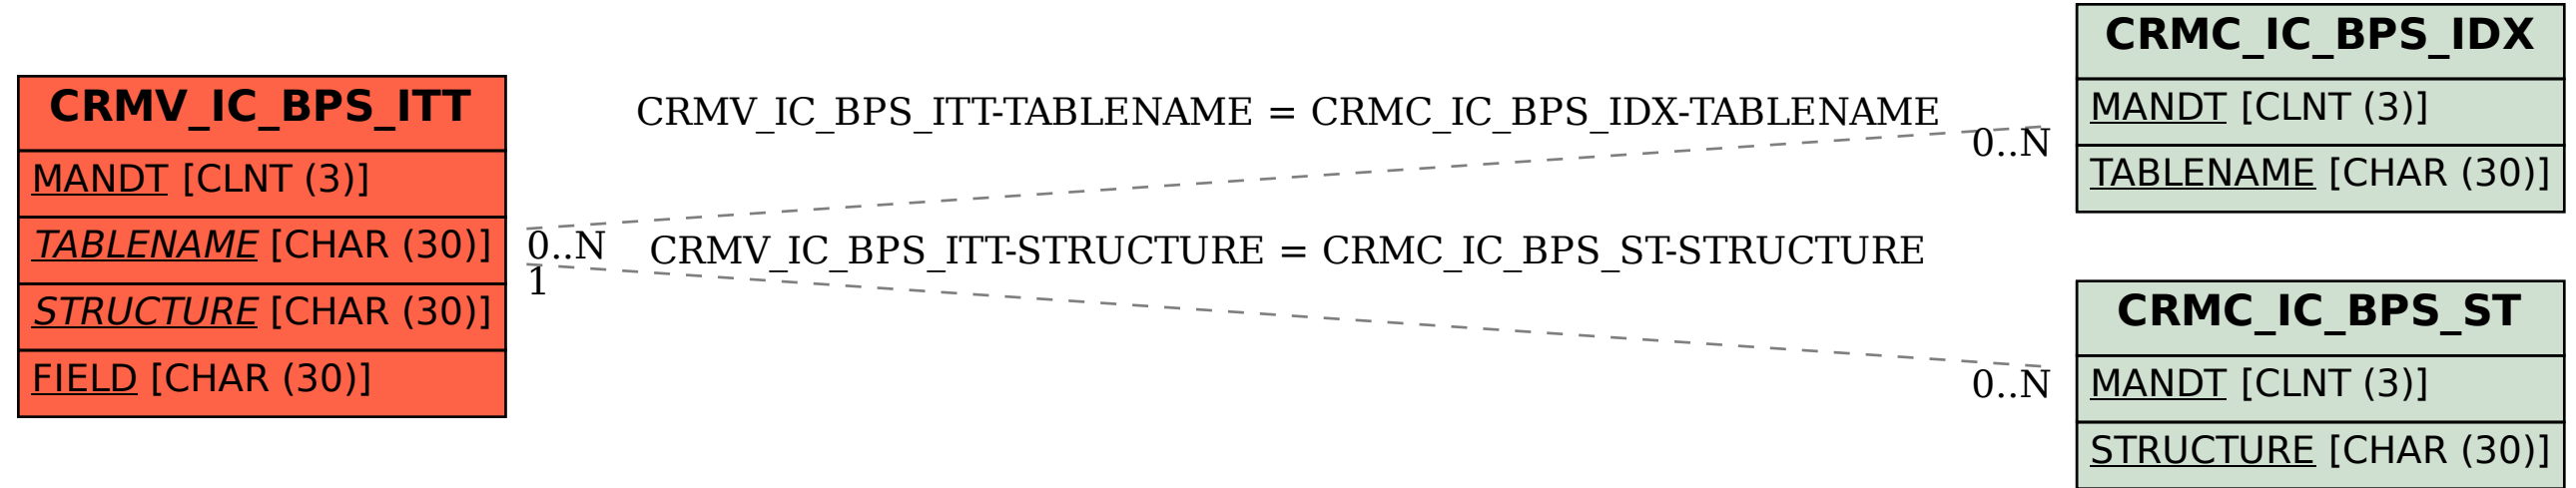 CRMV_IC_BPS_ITT
MANDT [CLNT (3)]
TABLENAME [CHAR (30)]
STRUCTURE [CHAR (30)]
FIELD [CHAR (30)]
CRMV_IC_BPS_ITT-TABLENAME = CRMC_IC_BPS_IDX-TABLENAME
0..N
0..N
CRMV_IC_BPS_ITT-STRUCTURE = CRMC_IC_BPS_ST-STRUCTURE
1
0..N
CRMC_IC_BPS_IDX
MANDT [CLNT (3)]
TABLENAME [CHAR (30)]
CRMC_IC_BPS_ST
MANDT [CLNT (3)]
STRUCTURE [CHAR (30)]